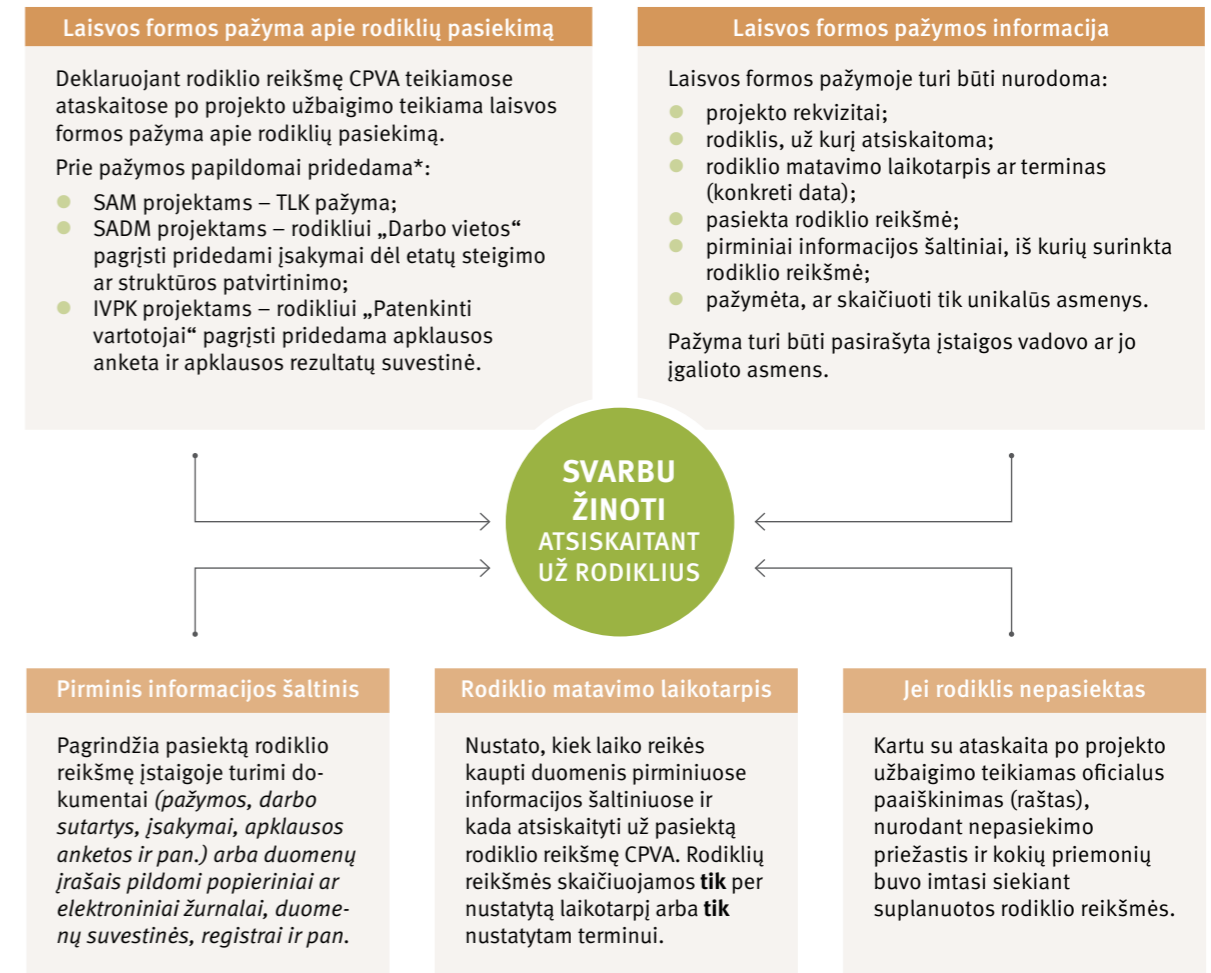 Laisvos formos pažyma apie rodiklių pasiekimą
Deklaruojant rodiklio reikšmę CPVA teikiamose
ataskaitose po projekto užbaigimo teikiama laisvos
formos pažyma apie rodiklių pasiekimą.
Prie pažymos papildomai pridedama*:
● SAM projektams – TLK pažyma;
● SADM projektams – rodikliui „Darbo vietos“
pagrįsti pridedami įsakymai dėl etatų steigimo
ar struktūros patvirtinimo;
● IVPK projektams – rodikliui „Patenkinti
vartotojai“ pagrįsti pridedama apklausos
anketa ir apklausos rezultatų suvestinė.
Laisvos formos pažymos informacija
Laisvos formos pažymoje turi būti nurodoma:
● projekto rekvizitai;
● rodiklis, už kurį atsiskaitoma;
● rodiklio matavimo laikotarpis ar terminas
(konkreti data);
● pasiekta rodiklio reikšmė;
● pirminiai informacijos šaltiniai, iš kurių surinkta
rodiklio reikšmė;
● pažymėta, ar skaičiuoti tik unikalūs asmenys.
Pažyma turi būti pasirašyta įstaigos vadovo ar jo
įgalioto asmens.
SVARBU
ŽINOTI
ATSISKAITANT
UŽ RODIKLIUS
Pirminis informacijos šaltinis
Pagrindžia pasiektą rodiklio
reikšmę įstaigoje turimi do-
kumentai (pažymos, darbo
sutartys, įsakymai, apklausos
anketos ir pan.) arba duomenų
įrašais pildomi popieriniai ar
elektroniniai žurnalai, duome-
nų suvestinės, registrai ir pan.
Rodiklio matavimo laikotarpis
Nustato, kiek laiko reikės
kaupti duomenis pirminiuose
informacijos šaltiniuose ir
kada atsiskaityti už pasiektą
rodiklio reikšmę CPVA. Rodiklių
reikšmės skaičiuojamos tik per
nustatytą laikotarpį arba tik
nustatytam terminui.
Jei rodiklis nepasiektas
Kartu su ataskaita po projekto
užbaigimo teikiamas oficialus
paaiškinimas (raštas),
nurodant nepasiekimo
priežastis ir kokių priemonių
buvo imtasi siekiant
suplanuotos rodiklio reikšmės.